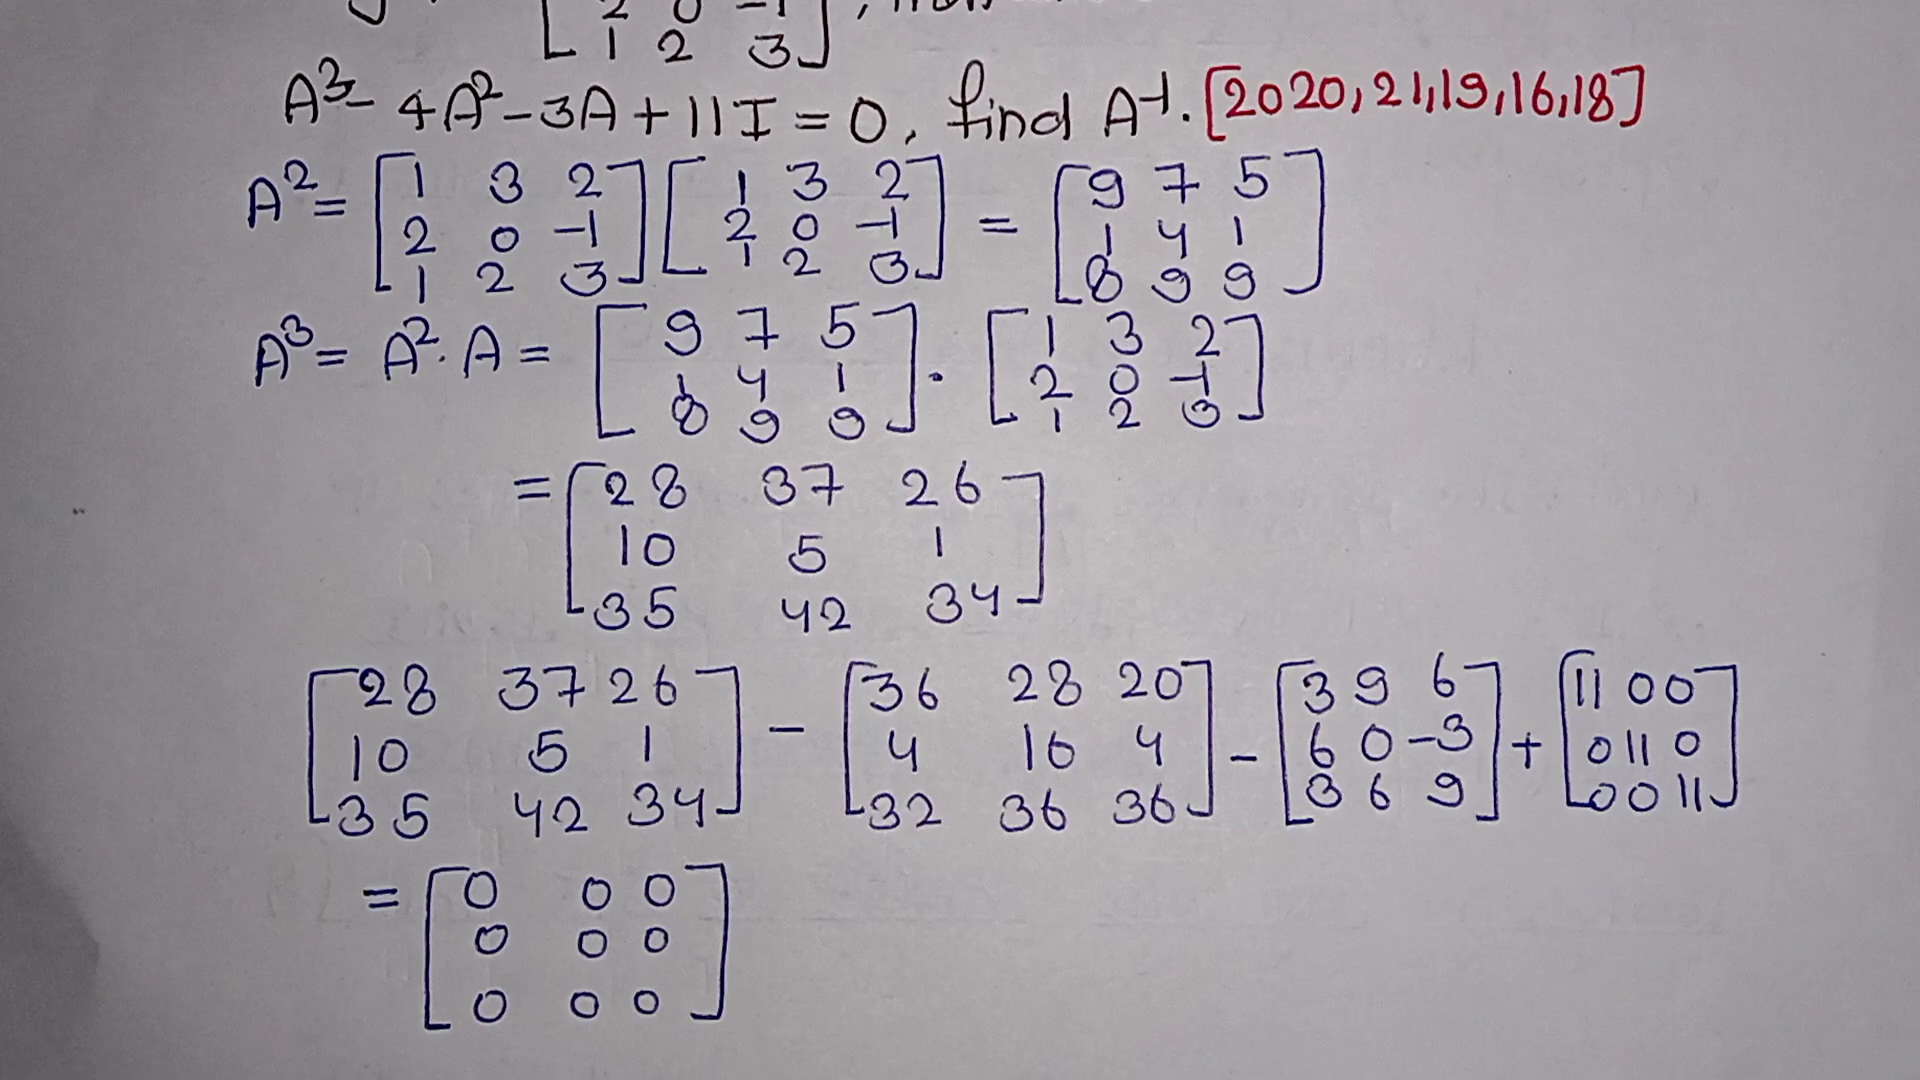 2 0 -1
1 2 3
A³ - 4A² - 3A + 11I = 0, find A⁻¹. [2020, 21, 19, 16, 18]
A² = [1 3 2] [1 3 2] = [9 7 5]
[2 0 -1] [2 0 -1] [1 4 1]
[1 2 3] [1 2 3] [8 9 9]
A³ = A². A = [9 7 5] . [1 3 2]
[1 4 1] [2 0 -1]
[8 9 9] [1 2 3]
= [28 37 26]
[10 5 1]
[35 42 34]
[28 37 26] - [36 28 20] - [3 9 6] + [11 0 0]
[10 5 1] [4 16 4] [6 0 -3] [0 11 0]
[35 42 34] [32 36 36] [3 6 9] [0 0 11]
= [0 0 0]
[0 0 0]
[0 0 0]